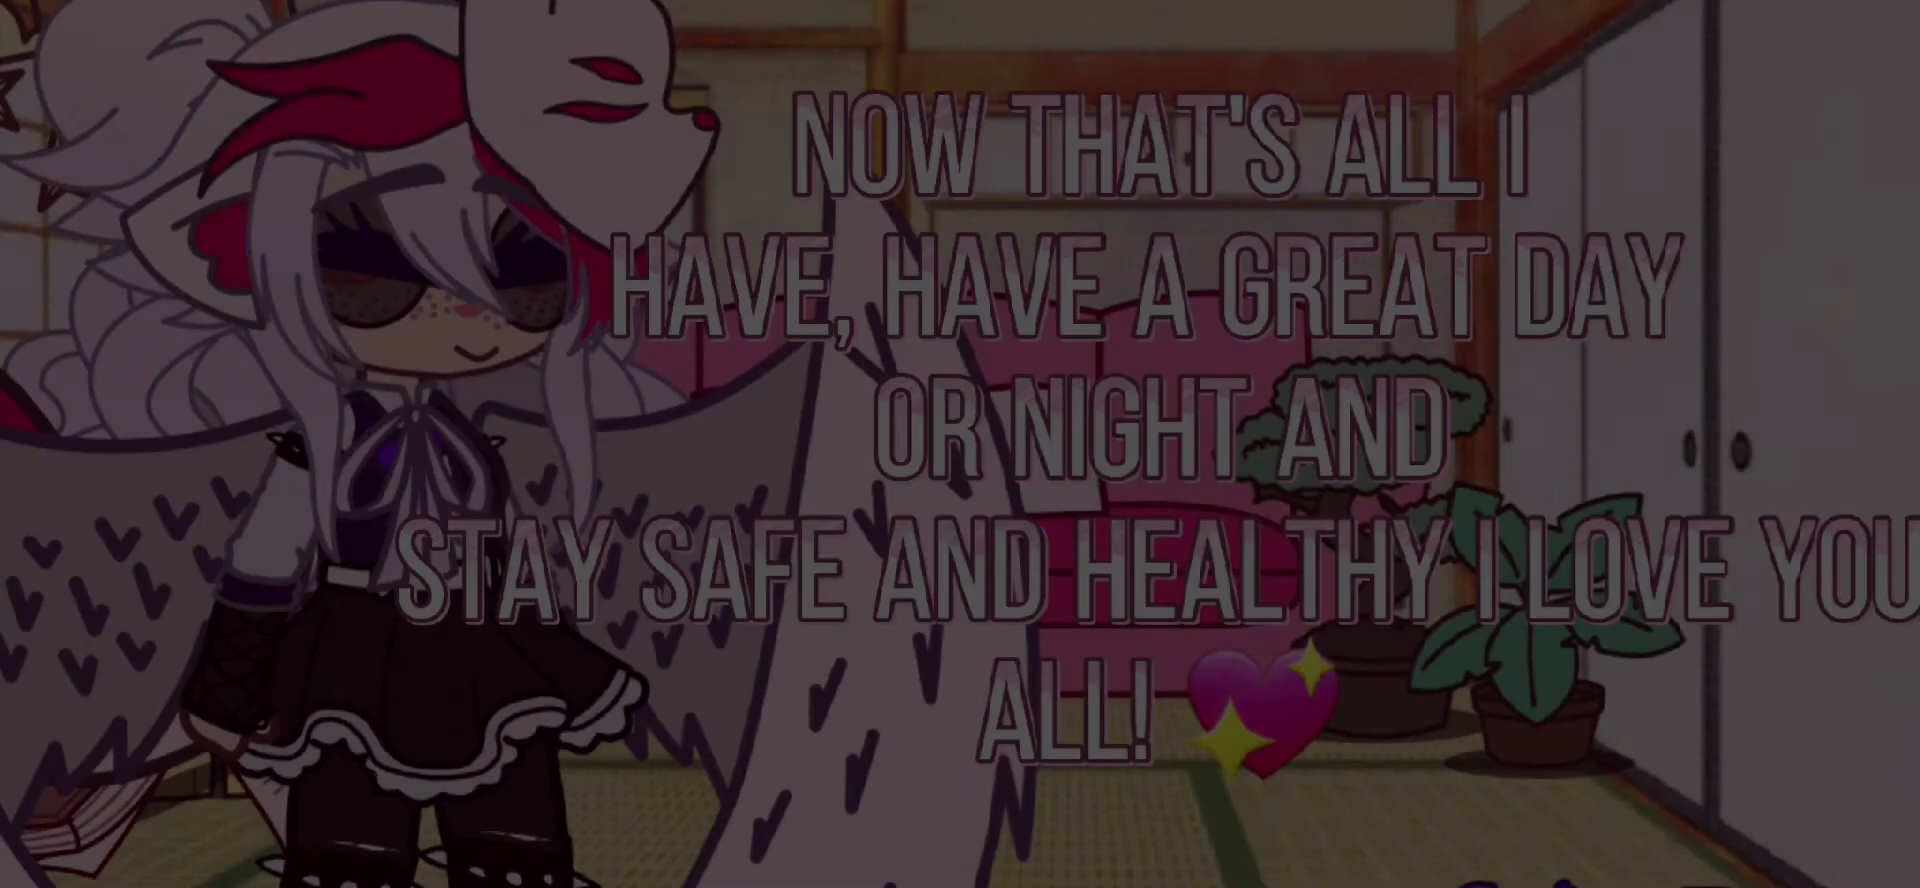 NOW THAT'S ALL I
HAVE, HAVE A GREAT DAY
OR NIGHT AND
STAY SAFE AND HEALTHY I LOVE YOU
ALL! 💖